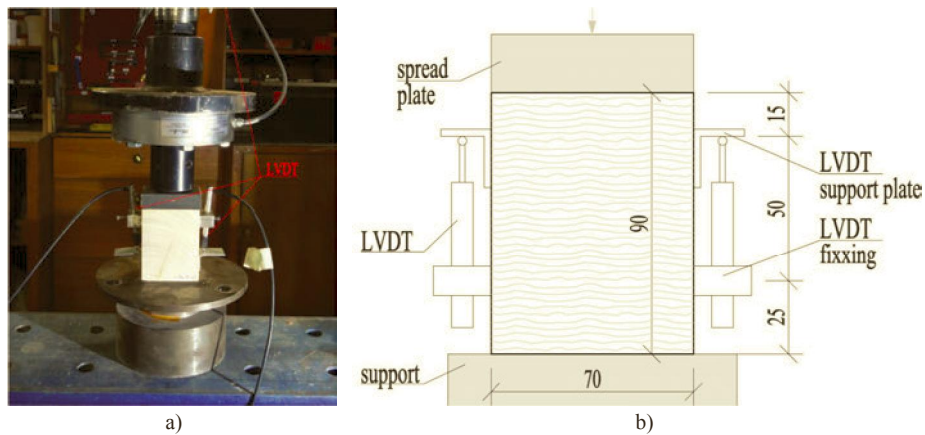 LVDT
a)
spread
plate
LVDT
support
90
70
15
50
25
LVDT
support plate
LVDT
fixxing
b)